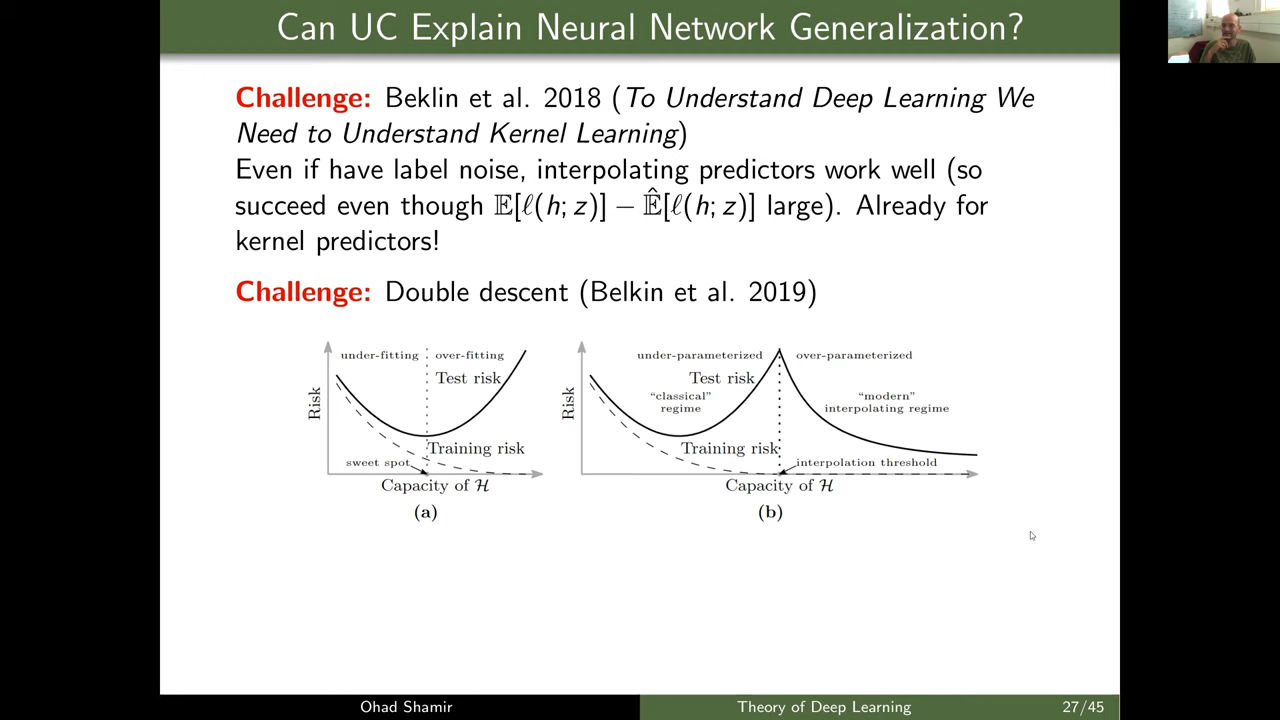 Can UC Explain Neural Network Generalization?
Challenge: Beklin et al. 2018 (To Understand Deep Learning We
Need to Understand Kernel Learning)
Even if have label noise, interpolating predictors work well (so
succeed even though 𝔼[ℓ(h; z)] − 𝔼̂[ℓ(h; z)] large). Already for
kernel predictors!
Challenge: Double descent (Belkin et al. 2019)
under-fitting
over-fitting
Test risk
Risk
Training risk
sweet spot
Capacity of ℋ
(a)
under-parameterized
over-parameterized
Test risk
"classical"
regime
"modern"
interpolating regime
Risk
Training risk
interpolation threshold
Capacity of ℋ
(b)
Ohad Shamir
Theory of Deep Learning
27/45